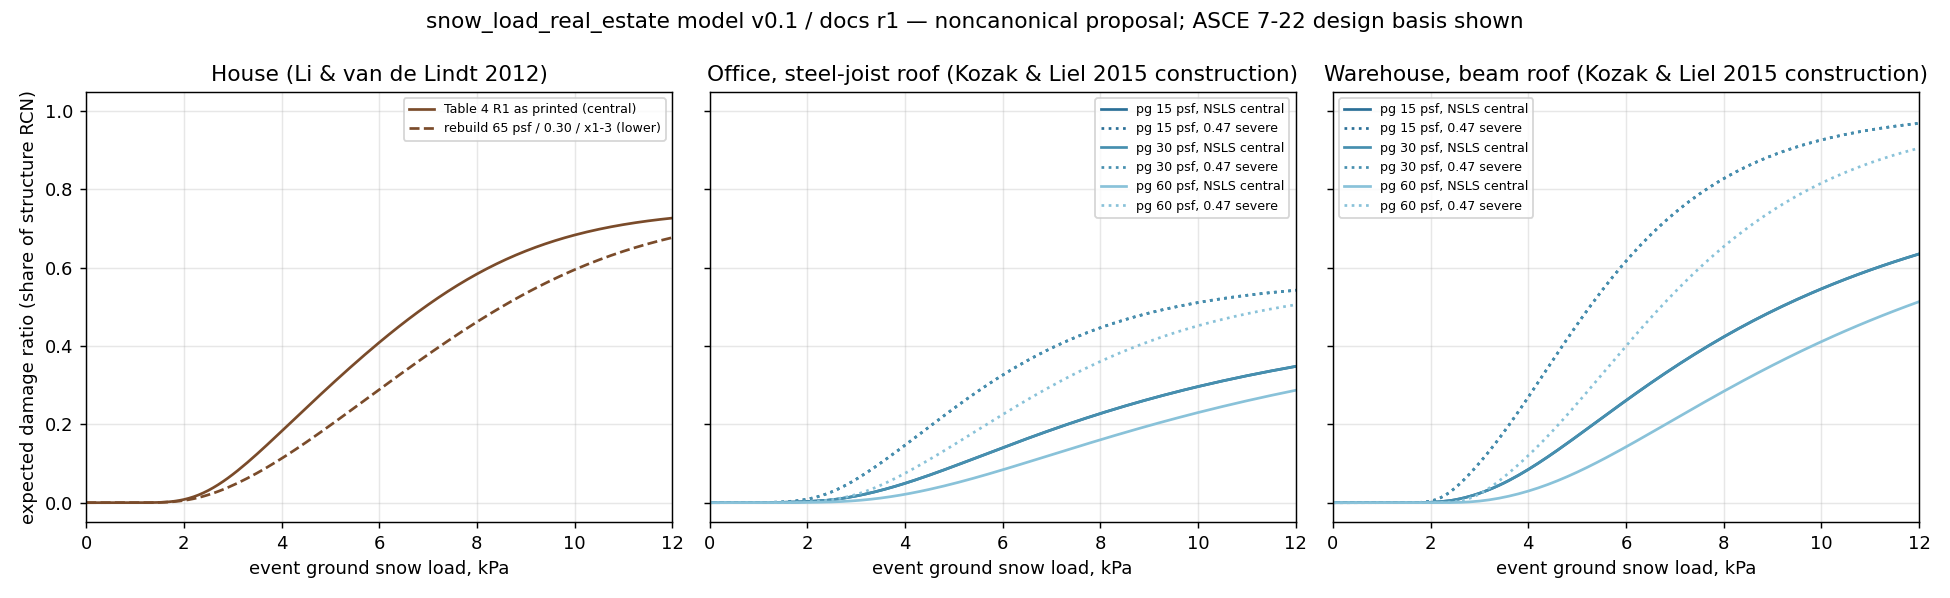 snow_load_real_estate model v0.1 / docs r1 — noncanonical proposal; ASCE 7-22 design basis shown
House (Li & van de Lindt 2012)
expected damage ratio (share of structure RCN)
1.0
0.8
0.6
0.4
0.2
0.0
Table 4 R1 as printed (central)
rebuild 65 psf / 0.30 / x1-3 (lower)
0 2 4 6 8 10 12
event ground snow load, kPa
Office, steel-joist roof (Kozak & Liel 2015 construction)
pg 15 psf, NSLS central
pg 15 psf, 0.47 severe
pg 30 psf, NSLS central
pg 30 psf, 0.47 severe
pg 60 psf, NSLS central
pg 60 psf, 0.47 severe
0 2 4 6 8 10 12
event ground snow load, kPa
Warehouse, beam roof (Kozak & Liel 2015 construction)
pg 15 psf, NSLS central
pg 15 psf, 0.47 severe
pg 30 psf, NSLS central
pg 30 psf, 0.47 severe
pg 60 psf, NSLS central
pg 60 psf, 0.47 severe
0 2 4 6 8 10 12
event ground snow load, kPa